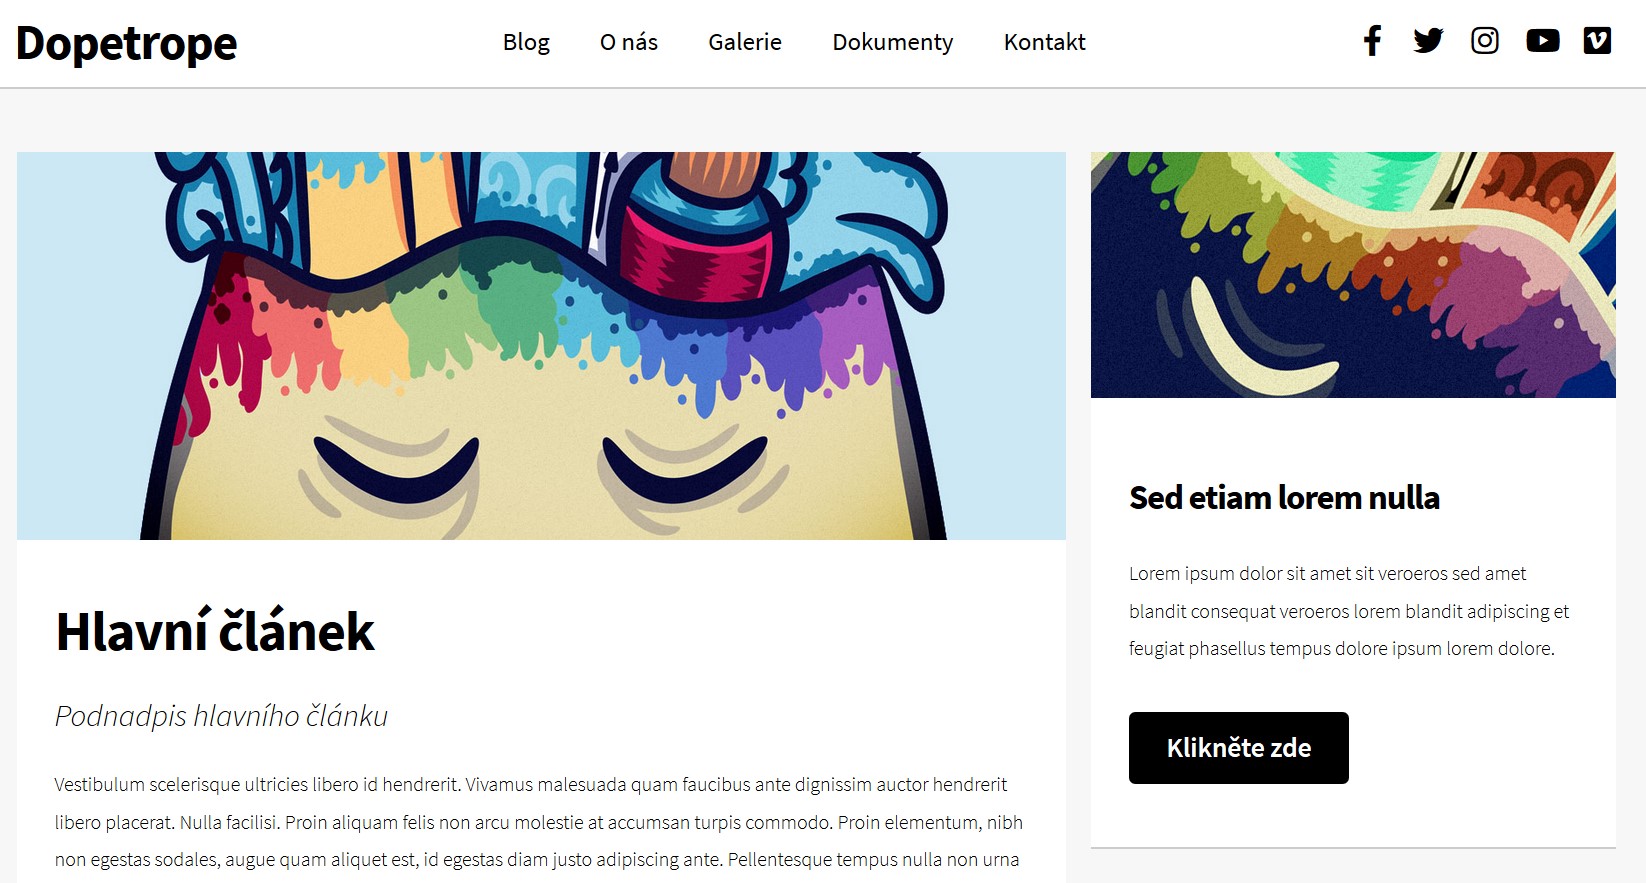 Dopetrope
Blog O nás Galerie Dokumenty Kontakt
Hlavní článek
Podnadpis hlavního článku
Vestibulum scelerisque ultricies libero id hendrerit. Vivamus malesuada quam faucibus ante dignissim auctor hendrerit
libero placerat. Nulla facilisi. Proin aliquam felis non arcu molestie at accumsan turpis commodo. Proin elementum, nibh
non egestas sodales, augue quam aliquet est, id egestas diam justo adipiscing ante. Pellentesque tempus nulla non urna
Sed etiam lorem nulla
Lorem ipsum dolor sit amet sit veroeros sed amet
blandit consequat veroeros lorem blandit adipiscing et
feugiat phasellus tempus dolore ipsum lorem dolore.
Klikněte zde